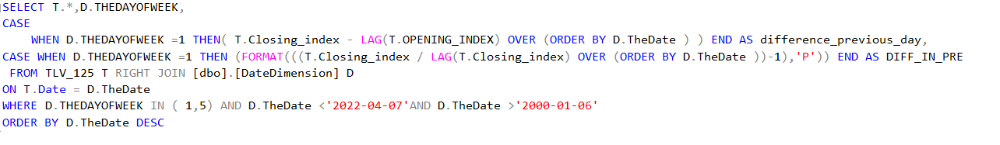 SELECT T.*,D.THEDAYOFWEEK,
CASE
WHEN D.THEDAYOFWEEK =1 THEN( T.Closing_index - LAG(T.OPENING_INDEX) OVER (ORDER BY D.TheDate ) ) END AS difference_previous_day,
CASE WHEN D.THEDAYOFWEEK =1 THEN (FORMAT(((T.Closing_index / LAG(T.Closing_index) OVER (ORDER BY D.TheDate ))-1),'P')) END AS DIFF_IN_PRE
FROM TLV_125 T RIGHT JOIN [dbo].[DateDimension] D
ON T.Date = D.TheDate
WHERE D.THEDAYOFWEEK IN ( 1,5) AND D.TheDate <'2022-04-07'AND D.TheDate >'2000-01-06'
ORDER BY D.TheDate DESC